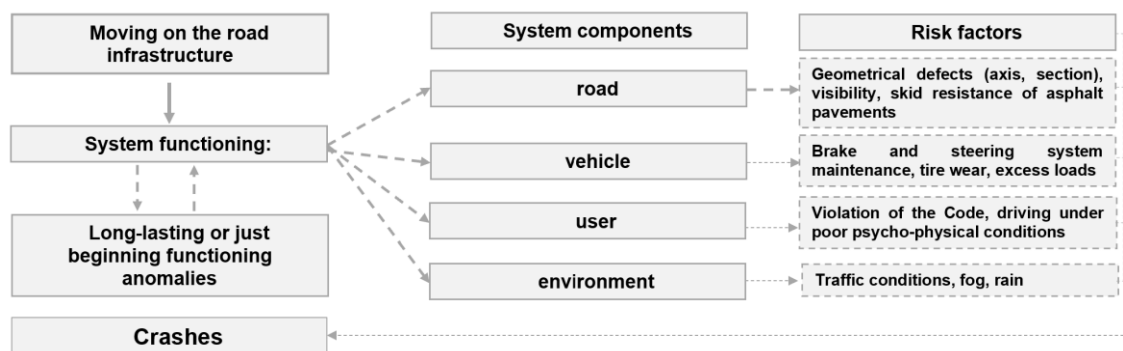 Moving on the road
infrastructure
System functioning:
Long-lasting or just
beginning functioning
anomalies
Crashes
System components
road
vehicle
user
environment
Risk factors
Geometrical defects (axis, section),
visibility, skid resistance of asphalt
pavements
Brake and steering system
maintenance, tire wear, excess loads
Violation of the Code, driving under
poor psycho-physical conditions
Traffic conditions, fog, rain